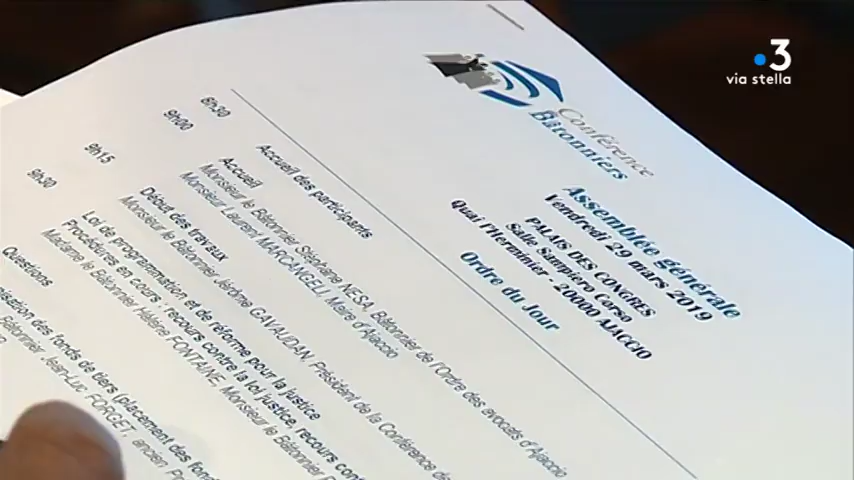 3
via stella
Conférence
Bâtonniers
Assemblée générale
Vendredi 29 mars 2019
PALAIS DES CONGRES
Salle Sampiero Corso
Quai l'Herminier - 20000 AJACCIO
Ordre du Jour
8h30 Accueil des participants
9h00 Accueil
Monsieur le Bâtonnier Stéphane NESA, Bâtonnier de l'Ordre des avocats d'Ajaccio
Monsieur Laurent MARCANGELI, Maire d'Ajaccio
9h15 Début des travaux
Monsieur le Bâtonnier Jérôme GAVAUDAN, Président de la Conférence de
9h30 Loi de programmation et de réforme pour la justice
Procédures en cours : recours contre la loi justice, recours cont
Madame le Bâtonnier Hélène FONTAINE, Monsieur le Bâtonnier
Questions
isation des fonds de tiers (placement des fond
Bâtonnier Jean-Luc FORGET, ancien